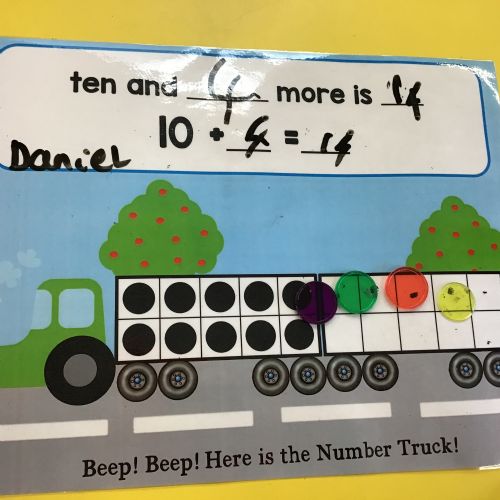 ten and 4 more is 14
10 + 4 = 14
Daniel
Beep! Beep! Here is the Number Truck!